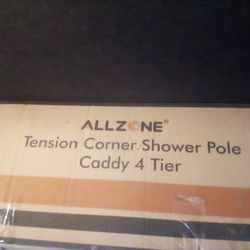 ALLZONE®
Tension Corner Shower Pole
Caddy 4 Tier